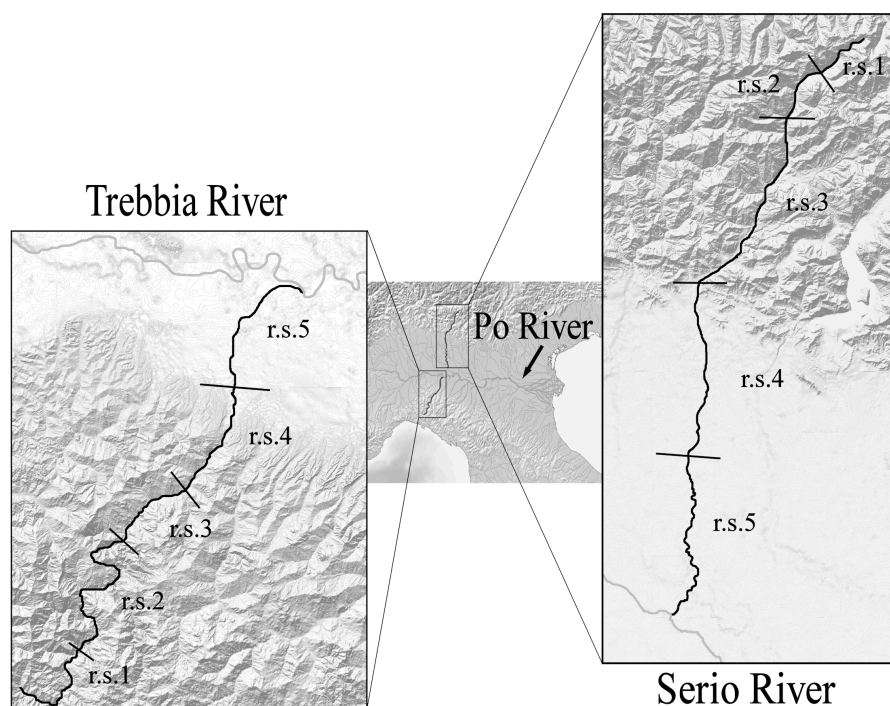 Trebbia River
r.s.5
r.s.4
r.s.3
r.s.2
r.s.1
Po River
r.s.1
r.s.2
r.s.3
r.s.4
r.s.5
Serio River